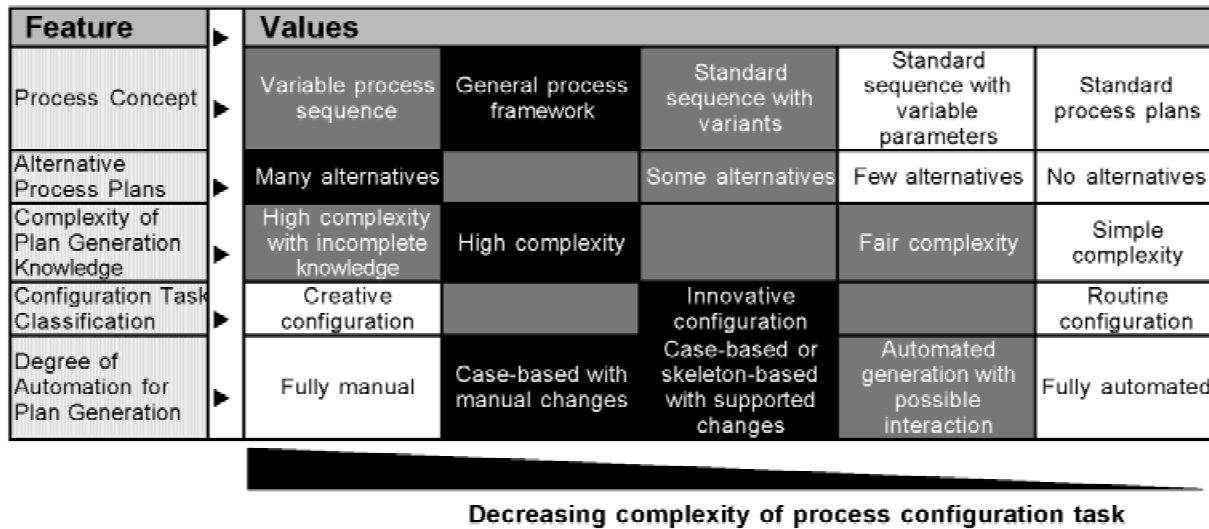 Feature
Values
Process Concept
Variable process
sequence
General process
framework
Standard
sequence with
variants
Standard
sequence with
variable
parameters
Standard
process plans
Alternative
Process Plans
Many alternatives
Some alternatives
Few alternatives
No alternatives
Complexity of
Plan Generation
Knowledge
High complexity
with incomplete
knowledge
High complexity
Fair complexity
Simple
complexity
Configuration Task
Classification
Creative
configuration
Innovative
configuration
Routine
configuration
Degree of
Automation for
Plan Generation
Fully manual
Case-based with
manual changes
Case-based or
skeleton-based
with supported
changes
Automated
generation with
possible
interaction
Fully automated
Decreasing complexity of process configuration task